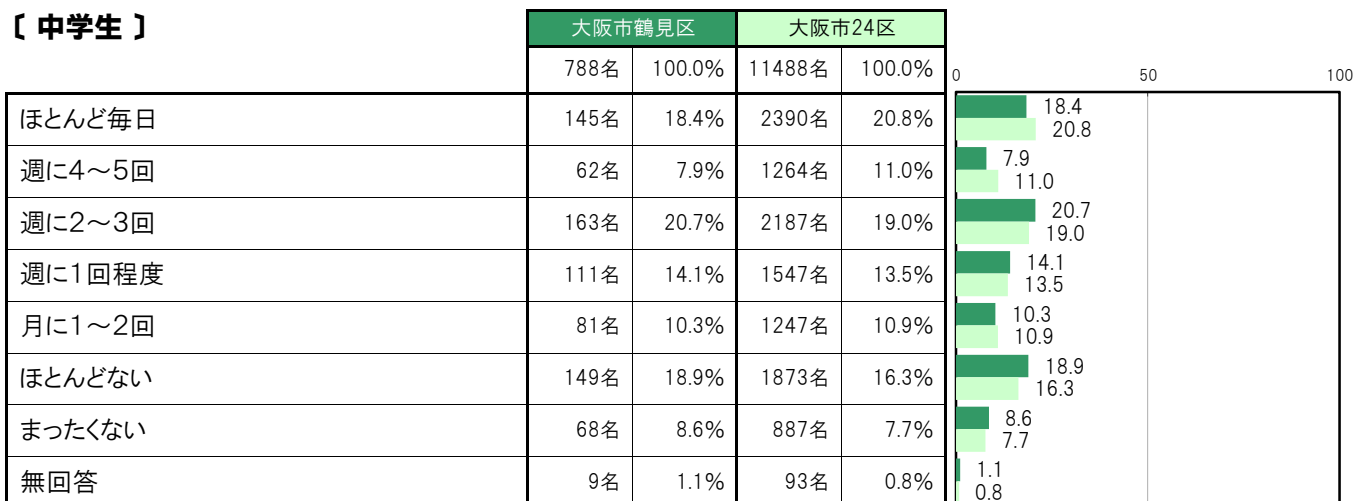 〔 中学生 〕
大阪市鶴見区 大阪市24区
788名 100.0% 11488名 100.0%
0 50 100
ほとんど毎日 145名 18.4% 2390名 20.8% 18.4
20.8
週に4～5回 62名 7.9% 1264名 11.0% 7.9
11.0
週に2～3回 163名 20.7% 2187名 19.0% 20.7
19.0
週に1回程度 111名 14.1% 1547名 13.5% 14.1
13.5
月に1～2回 81名 10.3% 1247名 10.9% 10.3
10.9
ほとんどない 149名 18.9% 1873名 16.3% 18.9
16.3
まったくない 68名 8.6% 887名 7.7% 8.6
7.7
無回答 9名 1.1% 93名 0.8% 1.1
0.8